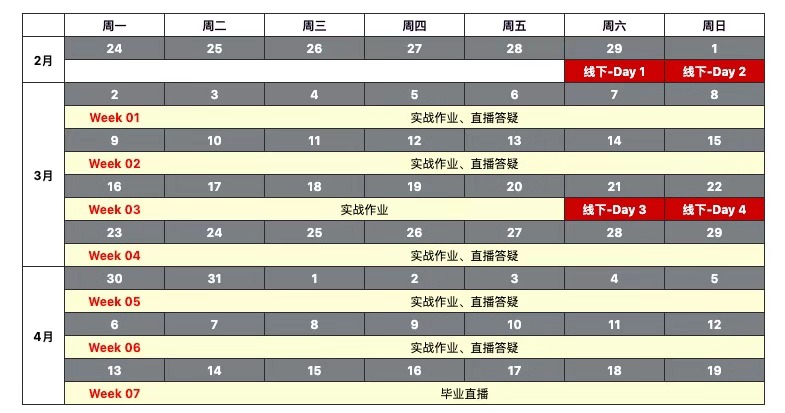 周一 周二 周三 周四 周五 周六 周日
2月 24 25 26 27 28 29 1
线下-Day 1 线下-Day 2
3月 2 3 4 5 6 7 8
Week 01 实战作业、直播答疑
9 10 11 12 13 14 15
Week 02 实战作业、直播答疑
16 17 18 19 20 21 22
Week 03 实战作业 线下-Day 3 线下-Day 4
23 24 25 26 27 28 29
Week 04 实战作业、直播答疑
4月 30 31 1 2 3 4 5
Week 05 实战作业、直播答疑
6 7 8 9 10 11 12
Week 06 实战作业、直播答疑
13 14 15 16 17 18 19
Week 07 毕业直播